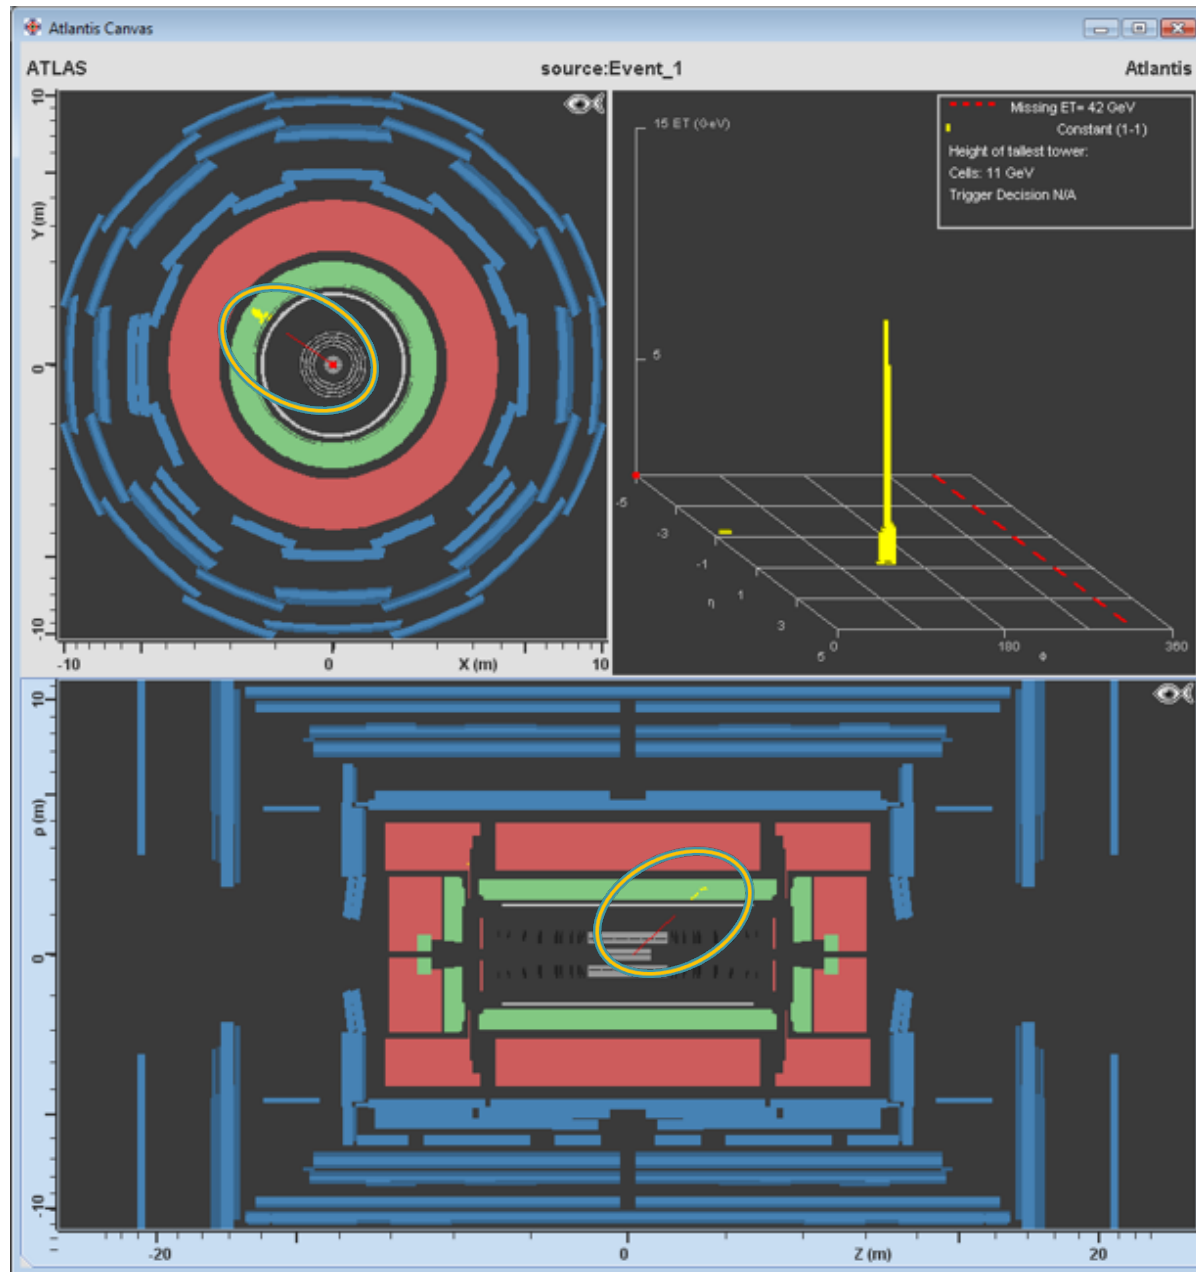 Atlantis Canvas
ATLAS
source:Event_1
Atlantis
10
Y (m)
0
-10
-10
0
X (m)
10
15 ET (GeV)
5
Missing ET= 42 GeV
Constant (1-1)
Height of tallest tower:
Cells: 11 GeV
Trigger Decision N/A
-5
-3
-1
η
1
3
5
0
180
Φ
360
10
ρ (m)
0
-10
-20
0
Z (m)
20